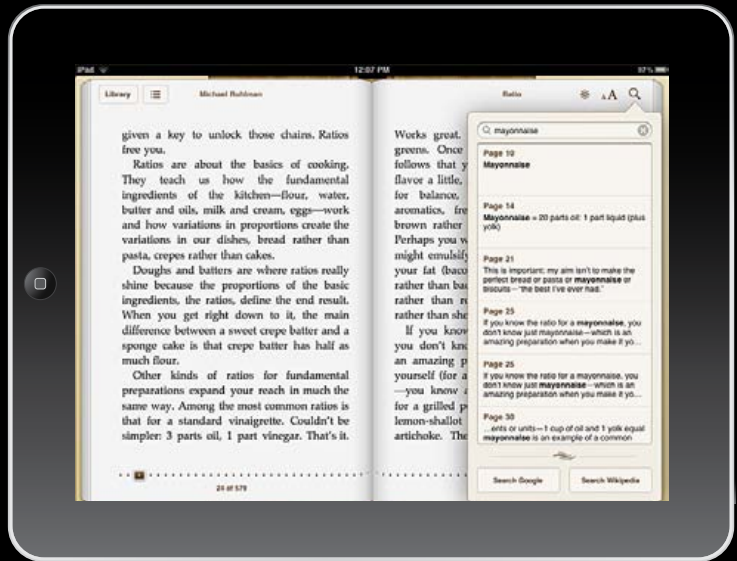 iPad
12:07 PM
97%
Library
Michael Ruhlman
Ratio
AA
given a key to unlock those chains. Ratios
free you.
Ratios are about the basics of cooking.
They teach us how the fundamental
ingredients of the kitchen—flour, water,
butter and oils, milk and cream, eggs—work
and how variations in proportions create the
variations in our dishes, bread rather than
pasta, crepes rather than cakes.
Doughs and batters are where ratios really
shine because the proportions of the basic
ingredients, the ratios, define the end result.
When you get right down to it, the main
difference between a sweet crepe batter and a
sponge cake is that crepe batter has half as
much flour.
Other kinds of ratios for fundamental
preparations expand your reach in much the
same way. Among the most common ratios is
that for a standard vinaigrette. Couldn't be
simpler: 3 parts oil, 1 part vinegar. That's it.
24 of 579
Works great.
greens. Once
follows that y
flavor a little,
for balance,
aromatics, fre
brown rather
Perhaps you w
might emulsify
your fat (baco
rather than bac
rather than re
rather than she
If you know
you don't kno
an amazing p
yourself (for a
—you know a
for a grilled p
lemon-shallot
artichoke. The
mayonnaise
Page 10
Mayonnaise
Page 14
Mayonnaise = 20 parts oil: 1 part liquid (plus
yolk)
Page 21
This is important: my aim isn't to make the
perfect bread or pasta or mayonnaise or
biscuits—"the best I've ever had."
Page 25
If you know the ratio for a mayonnaise, you
don't know just mayonnaise—which is an
amazing preparation when you make it yo...
Page 25
If you know the ratio for a mayonnaise, you
don't know just mayonnaise—which is an
amazing preparation when you make it yo...
Page 30
...ents or units—1 cup of oil and 1 yolk equal
mayonnaise is an example of a common
Search Google
Search Wikipedia